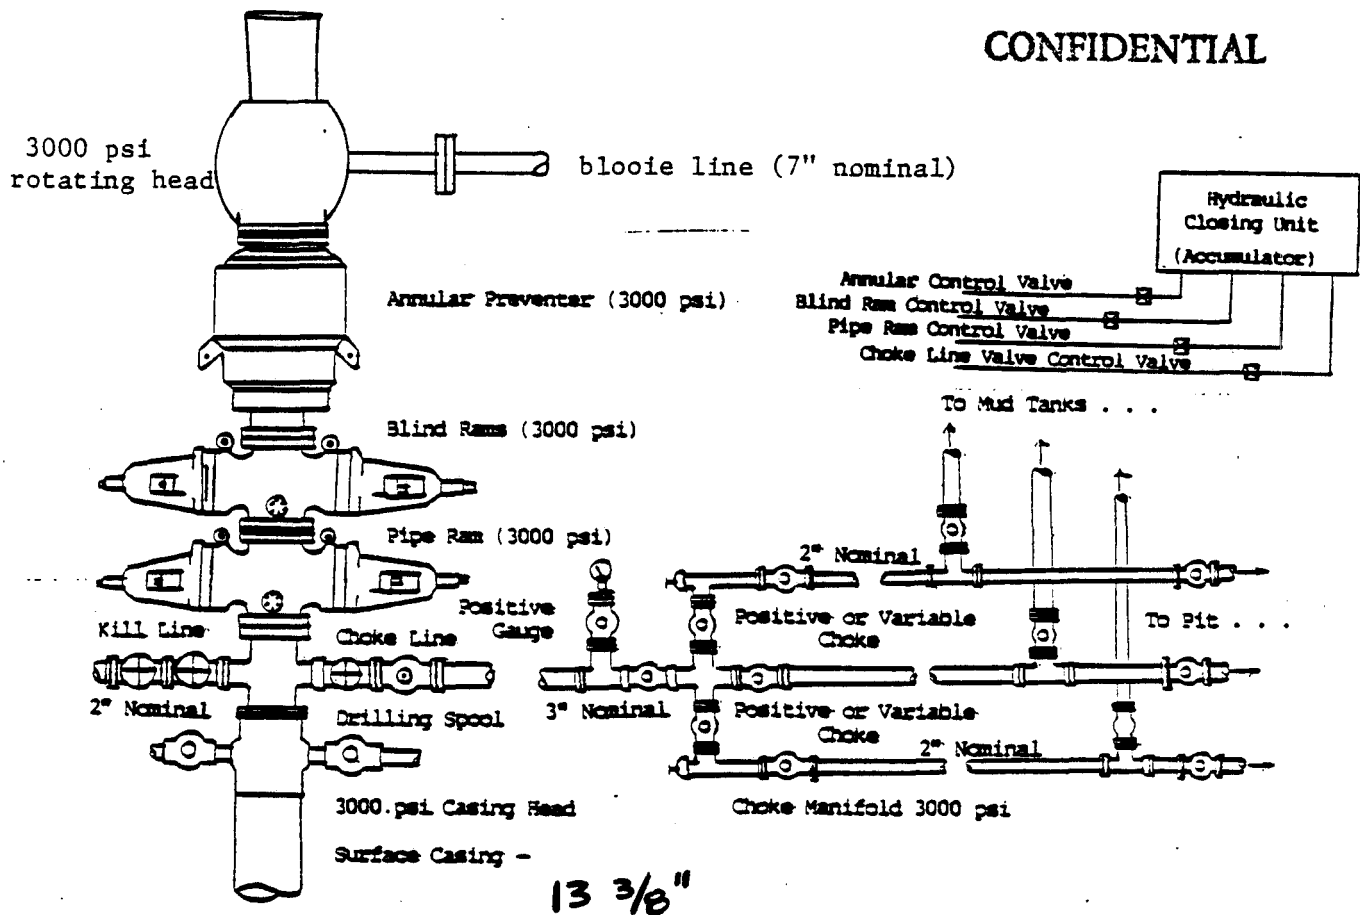 CONFIDENTIAL
3000 psi
rotating head
blooie line (7" nominal)
Hydraulic
Closing Unit
(Accumulator)
Annular Control Valve
Blind Ram Control Valve
Pipe Ram Control Valve
Choke Line Valve Control Valve
Annular Preventer (3000 psi)
To Mud Tanks . . .
Blind Rams (3000 psi)
Pipe Ram (3000 psi)
2" Nominal
Positive
Gauge
Positive or Variable
Choke
To Pit . . .
Kill Line
Choke Line
2" Nominal
Drilling Spool
3" Nominal
Positive or Variable
Choke
2" Nominal
3000 psi Casing Head
Choke Manifold 3000 psi
Surface Casing -
13 3/8"